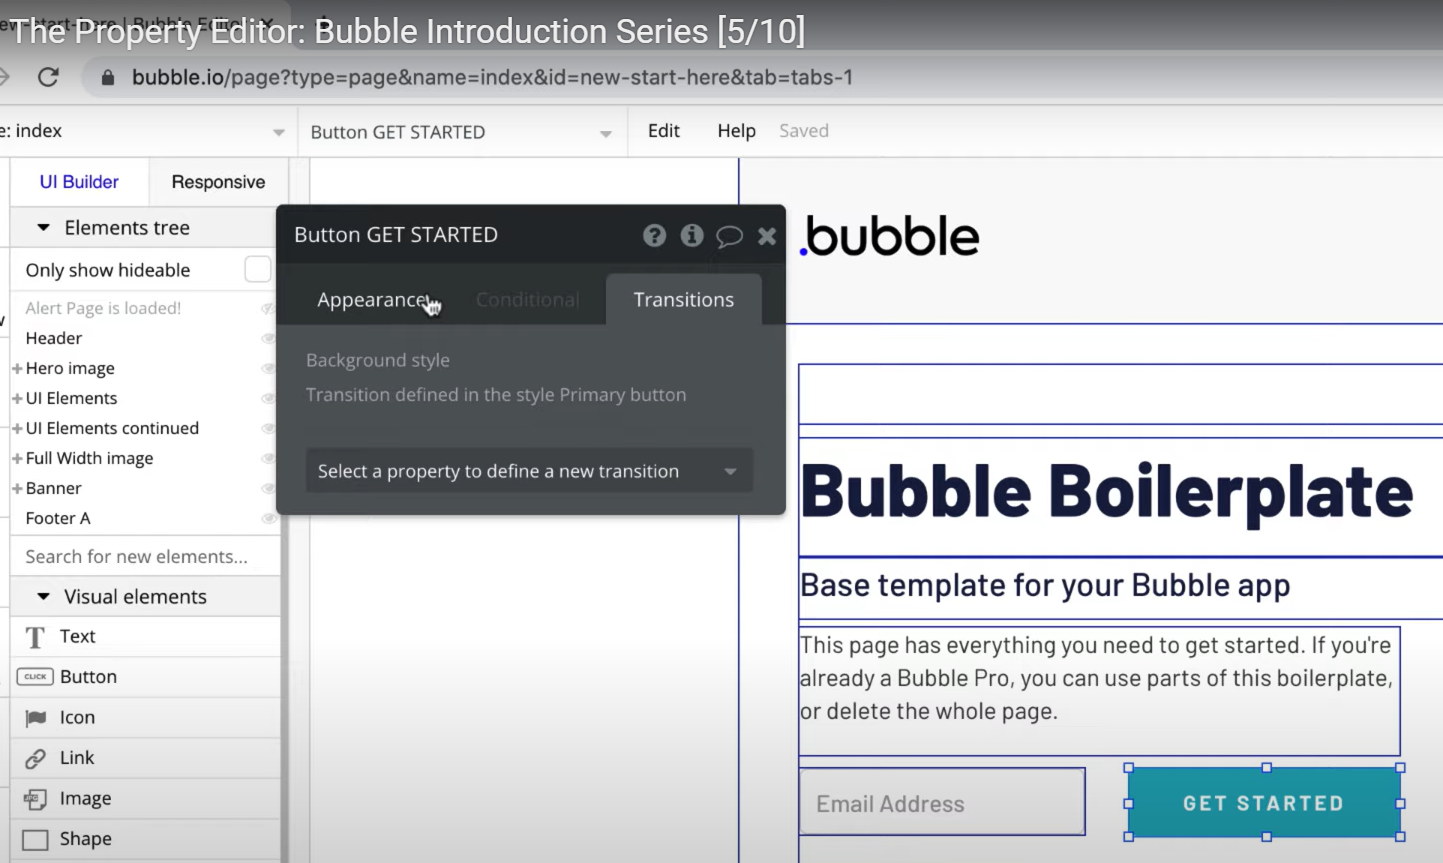 The Property Editor: Bubble Introduction Series [5/10]
bubble.io/page?type=page&name=index&id=new-start-here&tab=tabs-1
e: index
Button GET STARTED
Edit
Help
Saved
UI Builder
Responsive
Elements tree
Only show hideable
Alert Page is loaded!
Header
Hero image
UI Elements
UI Elements continued
Full Width image
Banner
Footer A
Search for new elements...
Visual elements
Text
CLICK
Button
Icon
Link
Image
Shape
Button GET STARTED
Appearance
Conditional
Transitions
Background style
Transition defined in the style Primary button
Select a property to define a new transition
.bubble
Bubble Boilerplate
Base template for your Bubble app
This page has everything you need to get started. If you're
already a Bubble Pro, you can use parts of this boilerplate,
or delete the whole page.
Email Address
GET STARTED